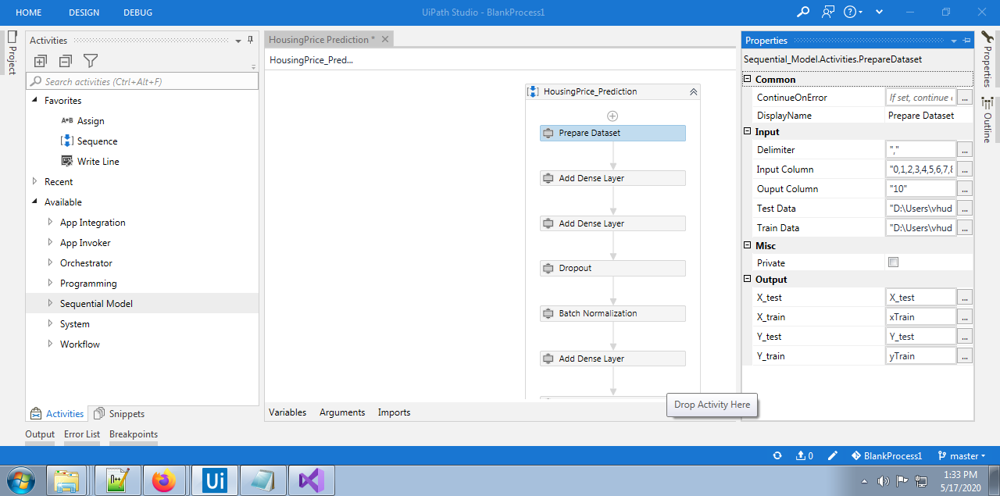 HOME DESIGN DEBUG UiPath Studio - BlankProcess1
Project
Activities
Search activities (Ctrl+Alt+F)
Favorites
A+B Assign
Sequence
Write Line
Recent
Available
App Integration
App Invoker
Orchestrator
Programming
Sequential Model
System
Workflow
Activities Snippets
Output Error List Breakpoints
HousingPrice Prediction *
HousingPrice_Pred...
HousingPrice_Prediction
Prepare Dataset
Add Dense Layer
Add Dense Layer
Dropout
Batch Normalization
Add Dense Layer
Drop Activity Here
Variables Arguments Imports
Properties
Sequential_Model.Activities.PrepareDataset
Common
ContinueOnError If set, continue ...
DisplayName Prepare Dataset
Input
Delimiter "," ...
Input Column "0,1,2,3,4,5,6,7,8 ...
Ouput Column "10" ...
Test Data "D:\Users\vhud ...
Train Data "D:\Users\vhud ...
Misc
Private
Output
X_test X_test ...
X_train xTrain ...
Y_test Y_test ...
Y_train yTrain ...
Properties
Outline
0 BlankProcess1 master
N++ Ui
1:33 PM
5/17/2020